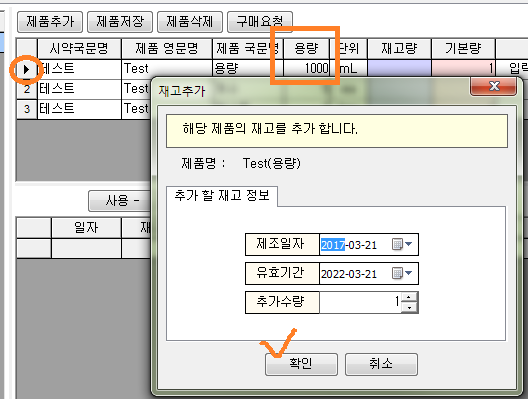 제품추가 제품저장 제품삭제 구매요청
시약국문명 제품 영문명 제품 국문명 용량 단위 재고량 기본량
테스트 Test 용량 1000 mL 1 입력
2 테스트 Test
3 테스트 Test
재고추가
해당 제품의 재고를 추가 합니다.
제품명 : Test(용량)
추가 할 재고 정보
제조일자 2017-03-21
유효기간 2022-03-21
추가수량 1
확인 취소
사용 -
일자